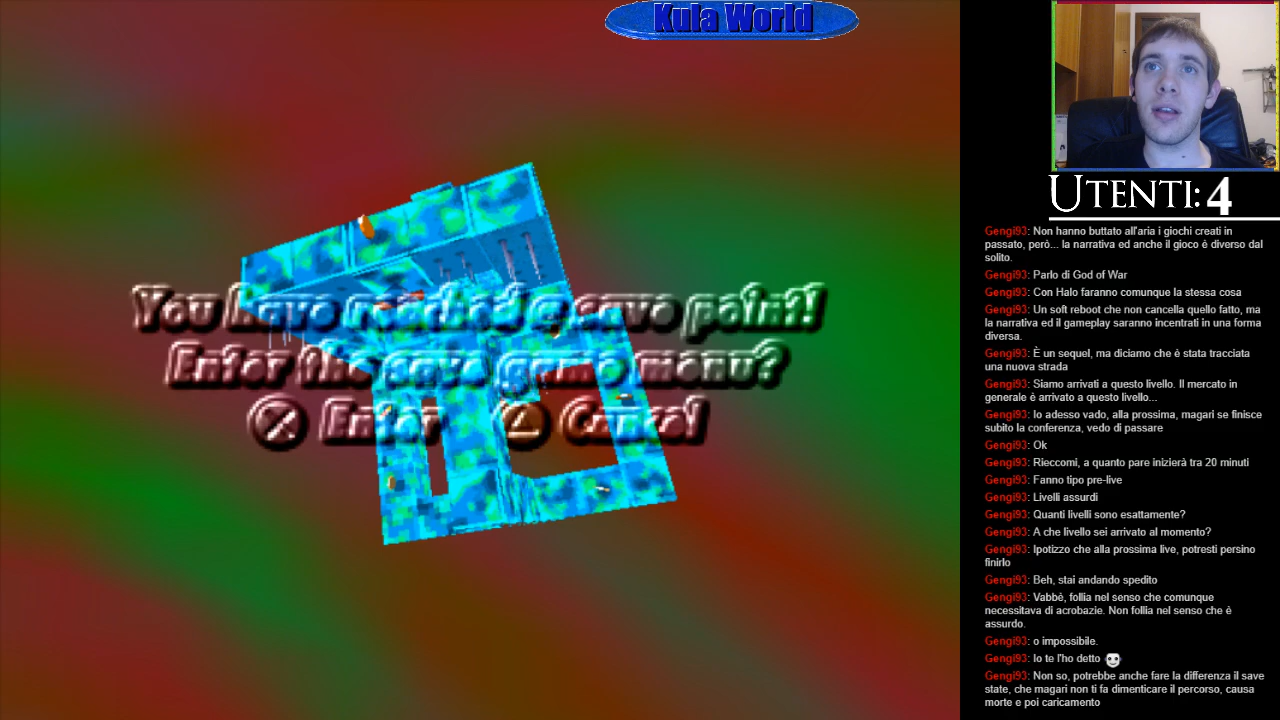 Kula World
You have reached a save point!
Enter the save game menu?
Enter Cancel
UTENTI: 4
Gengi93: Non hanno buttato all'aria i giochi creati in
passato, però... la narrativa ed anche il gioco è diverso dal
solito.
Gengi93: Parlo di God of War
Gengi93: Con Halo faranno comunque la stessa cosa
Gengi93: Un soft reboot che non cancella quello fatto, ma
la narrativa ed il gameplay saranno incentrati in una forma
diversa.
Gengi93: È un sequel, ma diciamo che è stata tracciata
una nuova strada
Gengi93: Siamo arrivati a questo livello. Il mercato in
generale è arrivato a questo livello...
Gengi93: Io adesso vado, alla prossima, magari se finisce
subito la conferenza, vedo di passare
Gengi93: Ok
Gengi93: Rieccomi, a quanto pare inizierà tra 20 minuti
Gengi93: Fanno tipo pre-live
Gengi93: Livelli assurdi
Gengi93: Quanti livelli sono esattamente?
Gengi93: A che livello sei arrivato al momento?
Gengi93: Ipotizzo che alla prossima live, potresti persino
finirlo
Gengi93: Beh, stai andando spedito
Gengi93: Vabbè, follia nel senso che comunque
necessitava di acrobazie. Non follia nel senso che è
assurdo.
Gengi93: o impossibile.
Gengi93: Io te l'ho detto
Gengi93: Non so, potrebbe anche fare la differenza il save
state, che magari non ti fa dimenticare il percorso, causa
morte e poi caricamento